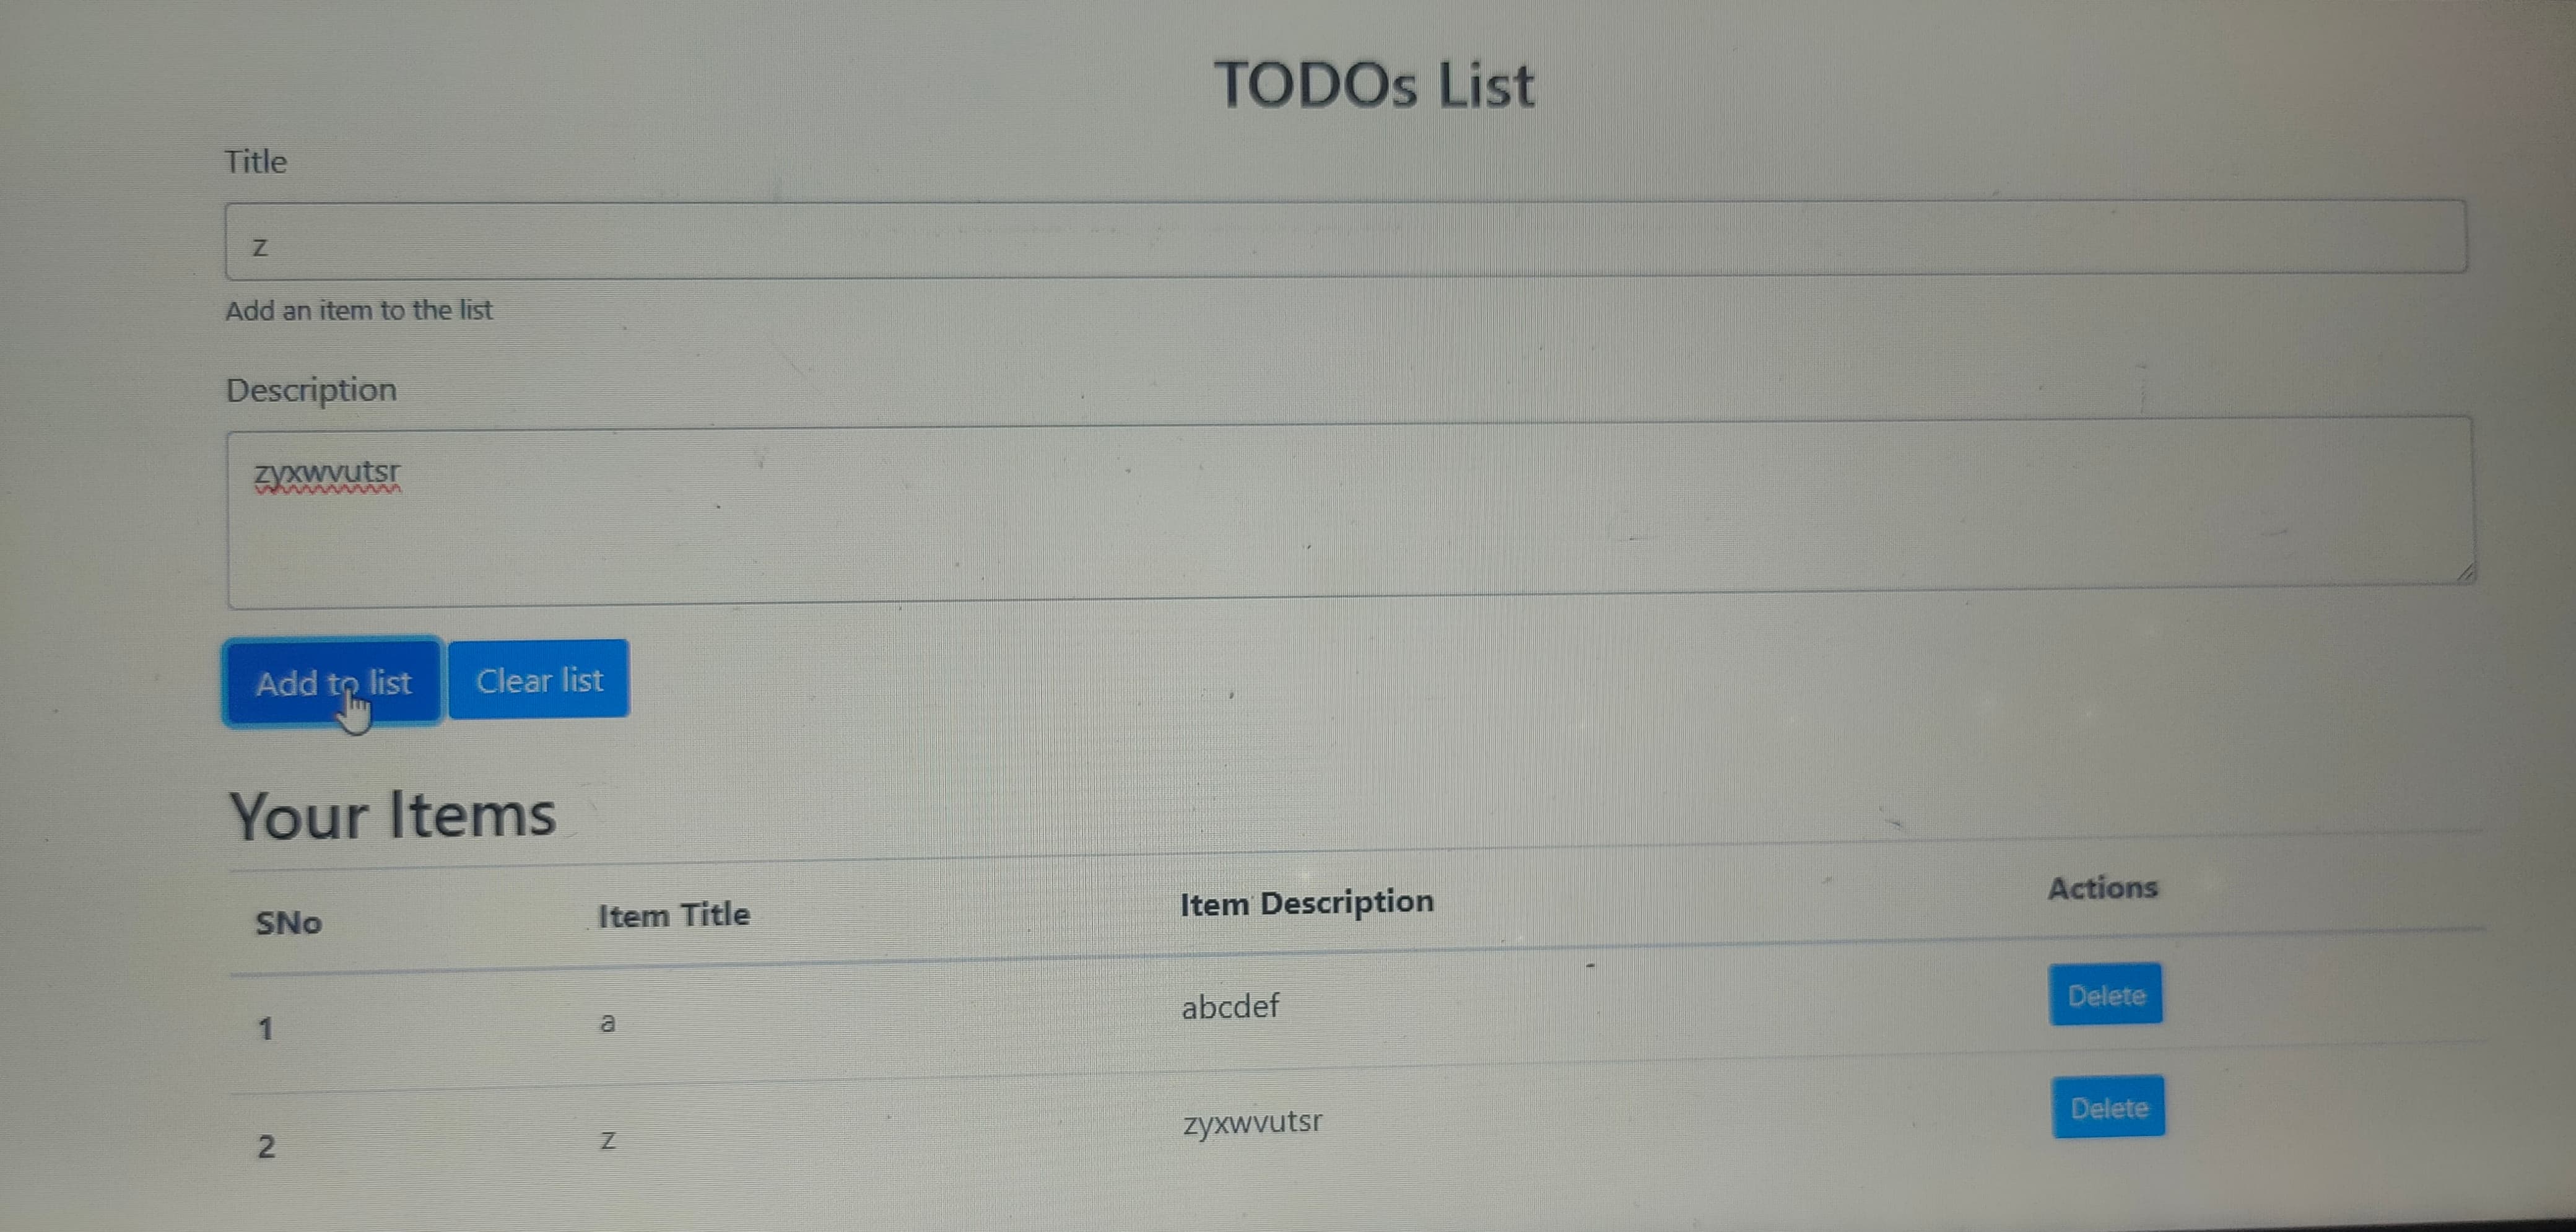 TODOs List
Title
z
Add an item to the list
Description
zyxwvutsr
Add to list Clear list
Your Items
SNo Item Title Item Description Actions
1 a abcdef Delete
2 z zyxwvutsr Delete